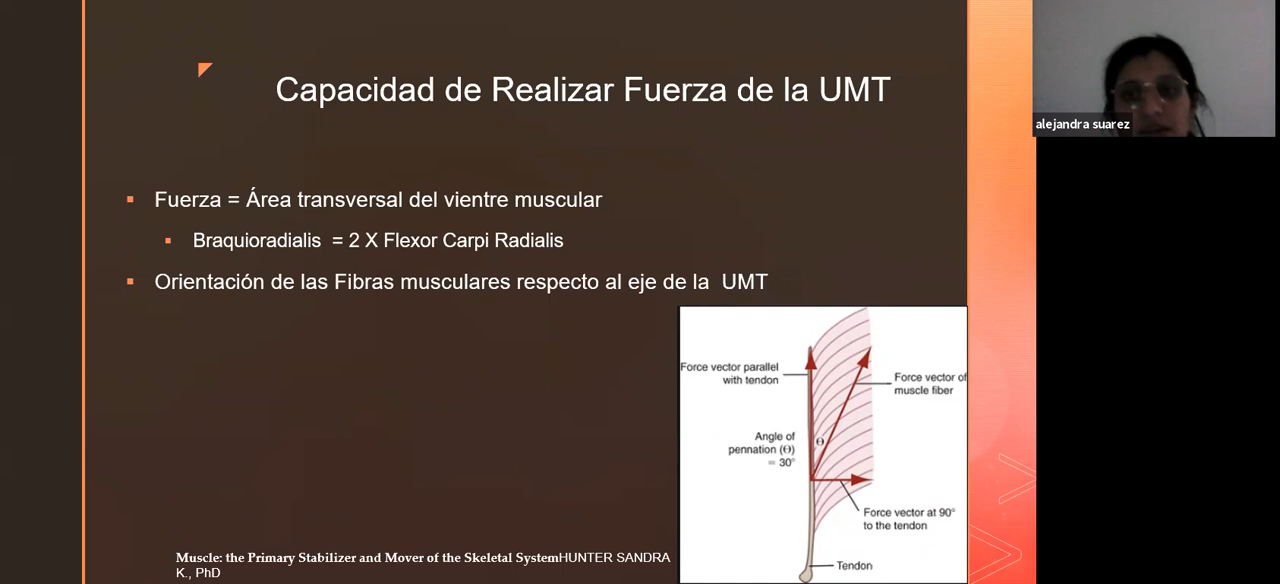 Capacidad de Realizar Fuerza de la UMT
alejandra suarez
Fuerza = Área transversal del vientre muscular
Braquioradialis = 2 X Flexor Carpi Radialis
Orientación de las Fibras musculares respecto al eje de la UMT
Force vector parallel
with tendon
Force vector of
muscle fiber
Angle of
pennation (Θ)
= 30°
Θ
Force vector at 90°
to the tendon
Tendon
Muscle: the Primary Stabilizer and Mover of the Skeletal SystemHUNTER SANDRA
K., PhD